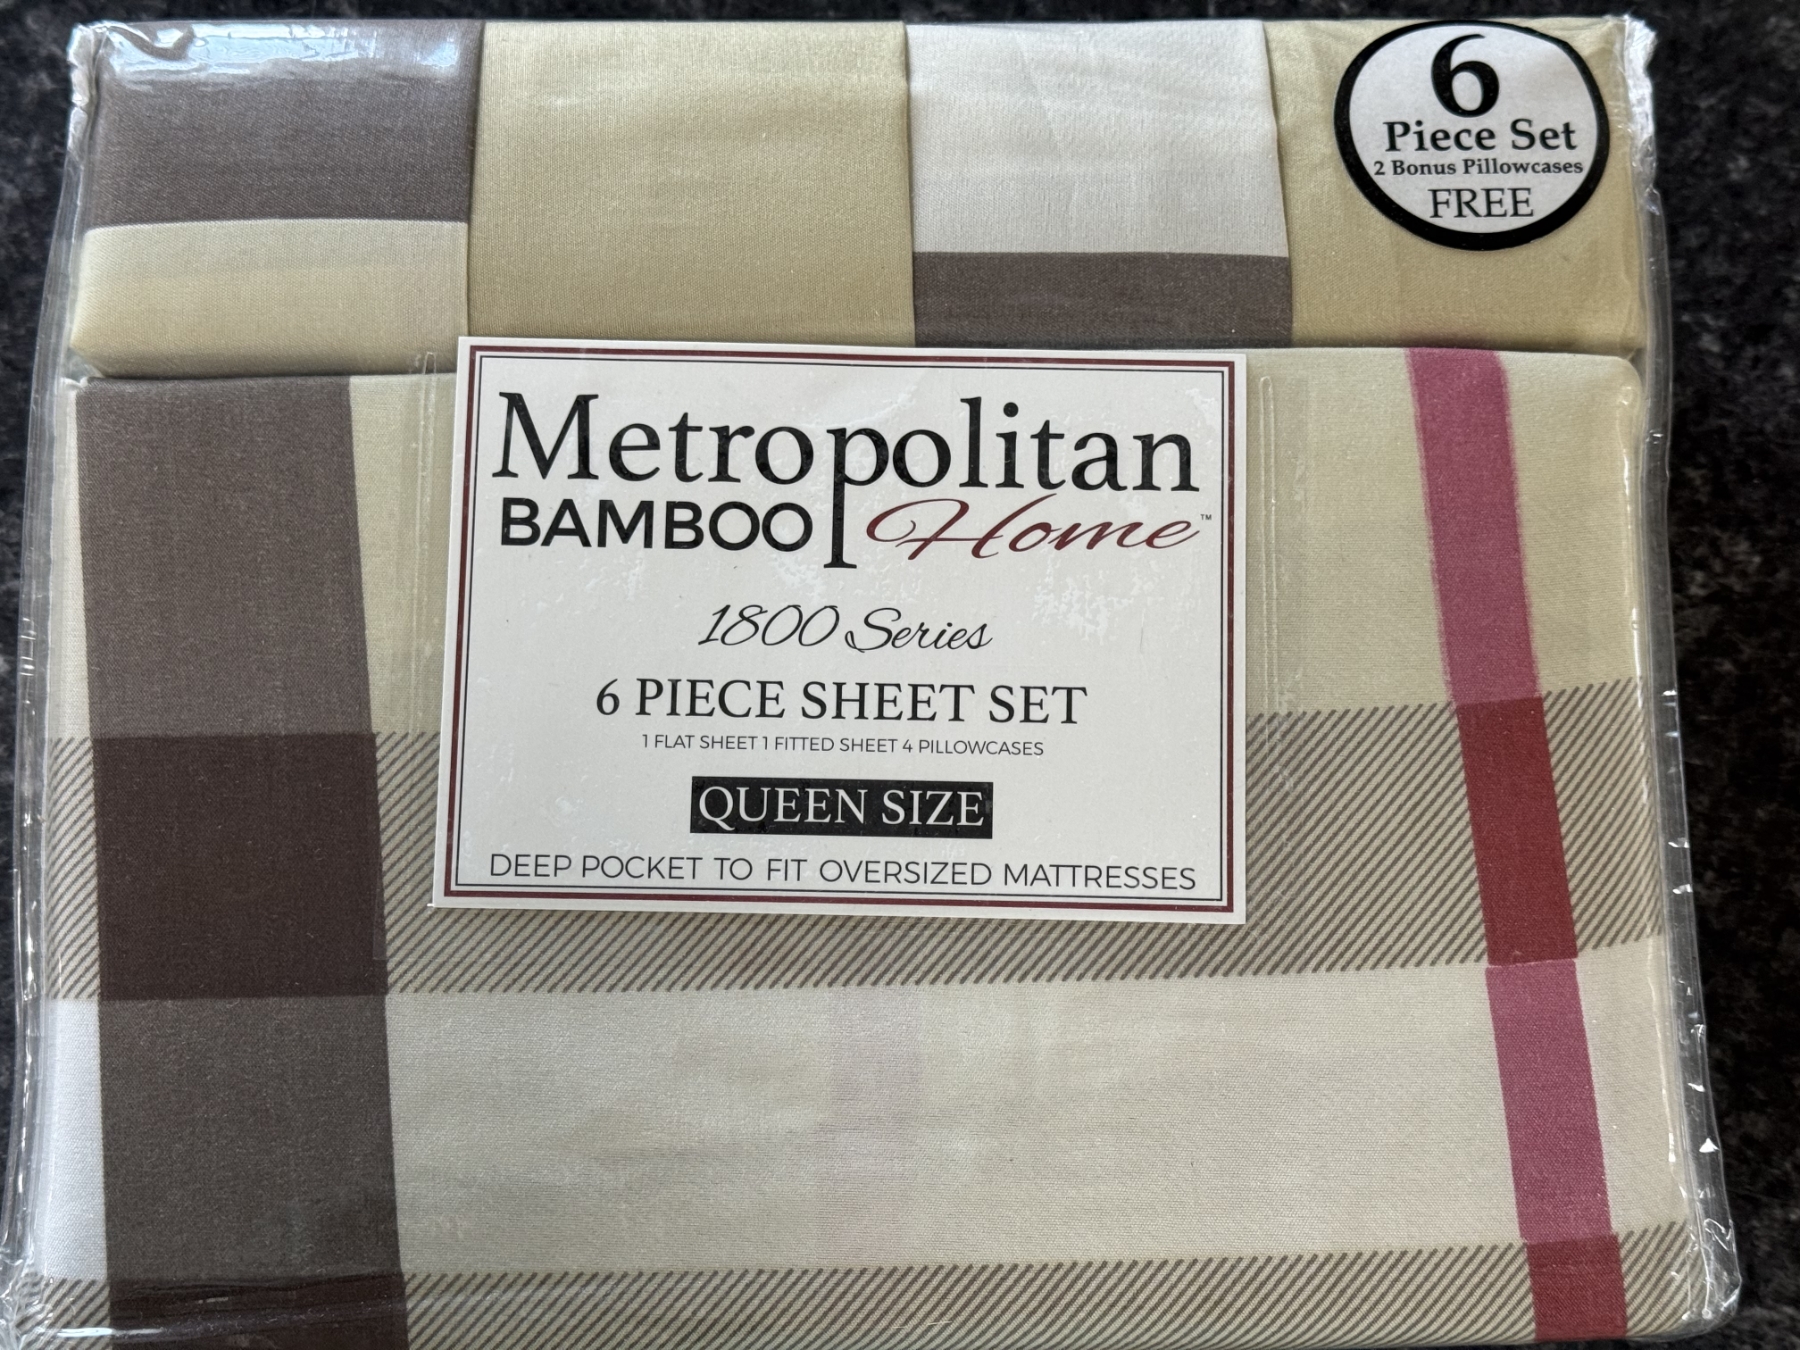 6
Piece Set
2 Bonus Pillowcases
FREE
Metropolitan
BAMBOO Home™
1800 Series
6 PIECE SHEET SET
1 FLAT SHEET 1 FITTED SHEET 4 PILLOWCASES
QUEEN SIZE
DEEP POCKET TO FIT OVERSIZED MATTRESSES